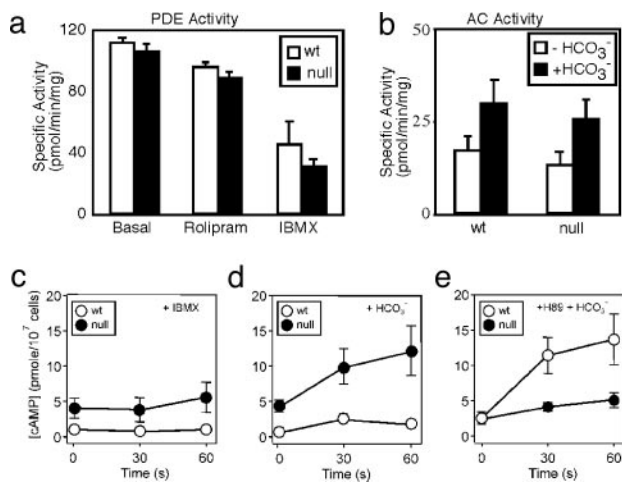 a
PDE Activity
Specific Activity
(pmol/min/mg)
120
80
40
0
wt
null
Basal
Rolipram
IBMX
b
AC Activity
Specific Activity
(pmol/min/mg)
50
25
0
- HCO₃⁻
+HCO₃⁻
wt
null
c
[cAMP] (pmole/10⁷ cells)
20
15
10
5
0
wt
null
+ IBMX
0
30
60
Time (s)
d
20
15
10
5
0
wt
null
+ HCO₃⁻
0
30
60
Time (s)
e
20
15
10
5
0
wt
null
+H89 + HCO₃⁻
0
30
60
Time (s)